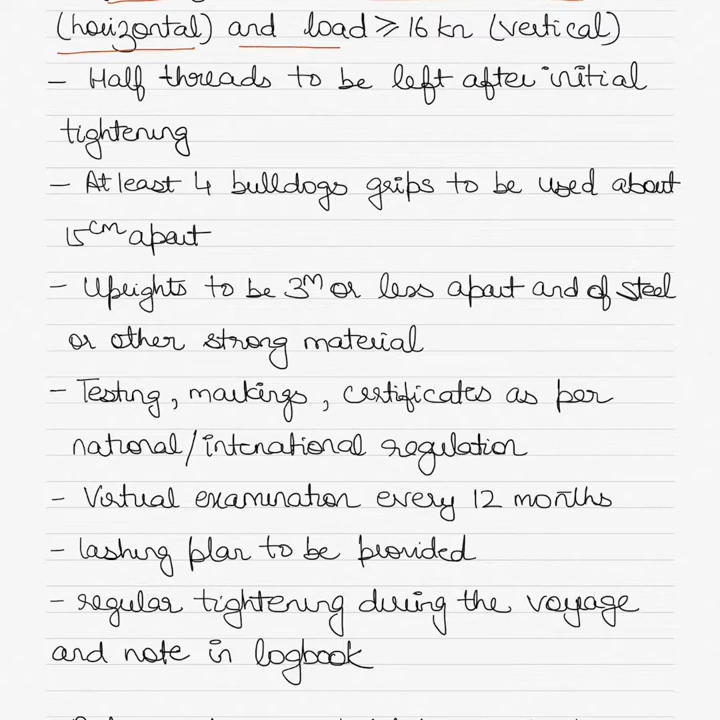 (horizontal) and load ≥ 16 kn (vertical)
- Half threads to be left after initial
tightening
- At least 4 bulldogs grips to be used about
15cm apart
- Uprights to be 3M or less apart and of steel
or other strong material
- Testing, markings, certificates as per
national/international regulation
- Virtual examination every 12 months
- lashing plan to be provided
- regular tightening during the voyage
and note in logbook